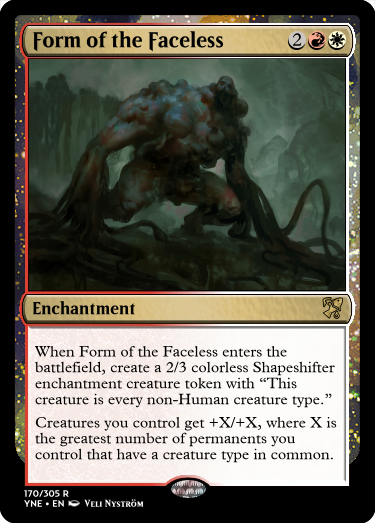 Form of the Faceless 2
Enchantment
When Form of the Faceless enters the
battlefield, create a 2/3 colorless Shapeshifter
enchantment creature token with “This
creature is every non-Human creature type.”
Creatures you control get +X/+X, where X is
the greatest number of permanents you
control that have a creature type in common.
170/305 R
YNE • EN Veli Nyström